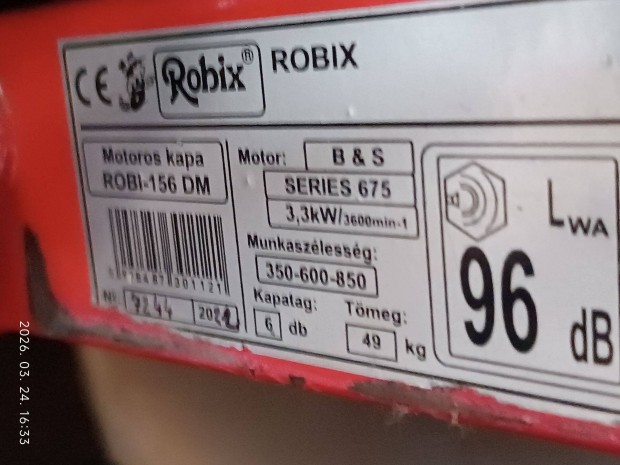 CE Robix® ROBIX
Motoros kapa
ROBI-156 DM
Motor: B & S
SERIES 675
3,3kW/3600min-1
Munkaszélesség:
350-600-850
Kapatag:
6 db
Tömeg:
49 kg
LWA
96 dB
N
2026. 03. 24. 16:33